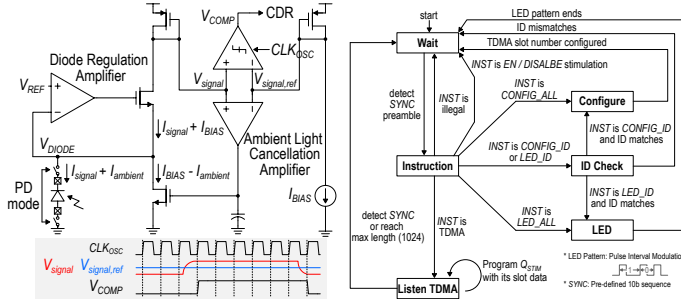 V_COMP
CDR
Diode Regulation
Amplifier
CLK_OSC
V_REF
V_signal
V_signal,ref
I_signal + I_BIAS
V_DIODE
Ambient Light
Cancellation
Amplifier
I_signal + I_ambient
I_BIAS - I_ambient
PD
mode
I_BIAS
CLK_OSC
V_signal V_signal,ref
V_COMP
start
LED pattern ends
ID mismatches
TDMA slot number configured
Wait
INST is EN / DISALBE stimulation
detect
SYNC
preamble
INST is
illegal
INST is
CONFIG_ALL
Configure
INST is CONFIG_ID
or LED_ID
INST is CONFIG_ID
and ID matches
Instruction
ID Check
INST is LED_ID
and ID matches
detect SYNC
or reach
max length (1024)
INST is
TDMA
INST is
LED_ALL
LED
Program Q_STIM
with its slot data
Listen TDMA
* LED Pattern: Pulse Interval Modulation
1
0
* SYNC: Pre-defined 10b sequence